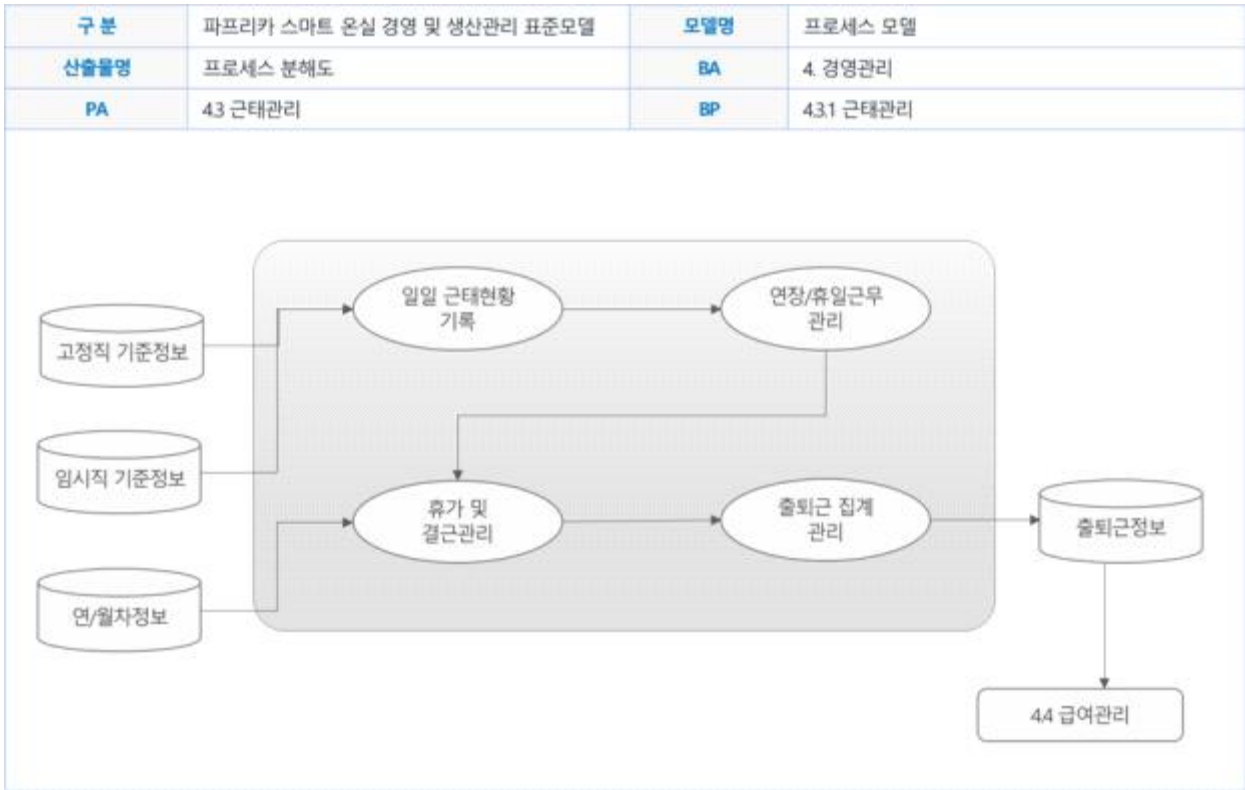 구 분 파프리카 스마트 온실 경영 및 생산관리 표준모델 모델명 프로세스 모델
산출물명 프로세스 분해도 BA 4. 경영관리
PA 4.3 근태관리 BP 4.3.1 근태관리
일일 근태현황
기록
연장/휴일근무
관리
고정직 기준정보
임시직 기준정보
휴가 및
결근관리
출퇴근 집계
관리
출퇴근정보
연/월차정보
4.4 급여관리